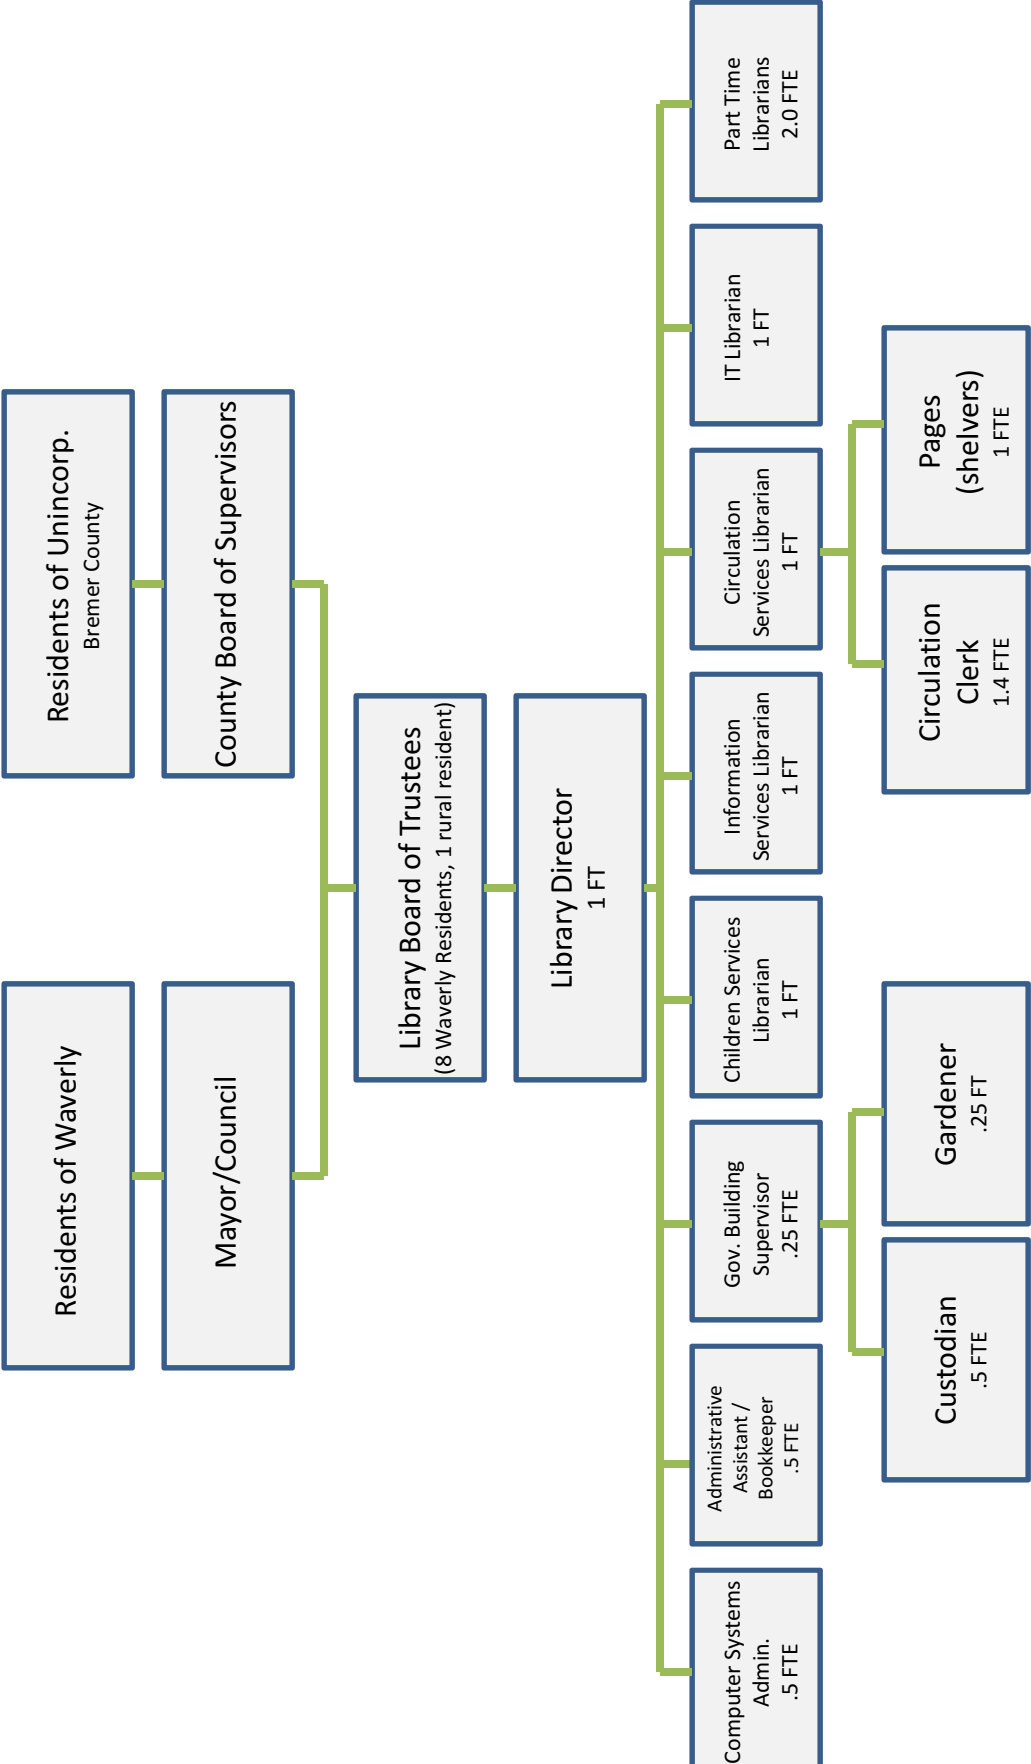 Residents of Waverly
Residents of Unincorp.
Bremer County
Mayor/Council
County Board of Supervisors
Library Board of Trustees
(8 Waverly Residents, 1 rural resident)
Library Director
1 FT
Computer Systems
Admin.
.5 FTE
Administrative
Assistant /
Bookkeeper
.5 FTE
Gov. Building
Supervisor
.25 FTE
Children Services
Librarian
1 FT
Information
Services Librarian
1 FT
Circulation
Services Librarian
1 FT
IT Librarian
1 FT
Part Time
Librarians
2.0 FTE
Custodian
.5 FTE
Gardener
.25 FT
Circulation
Clerk
1.4 FTE
Pages
(shelvers)
1 FTE